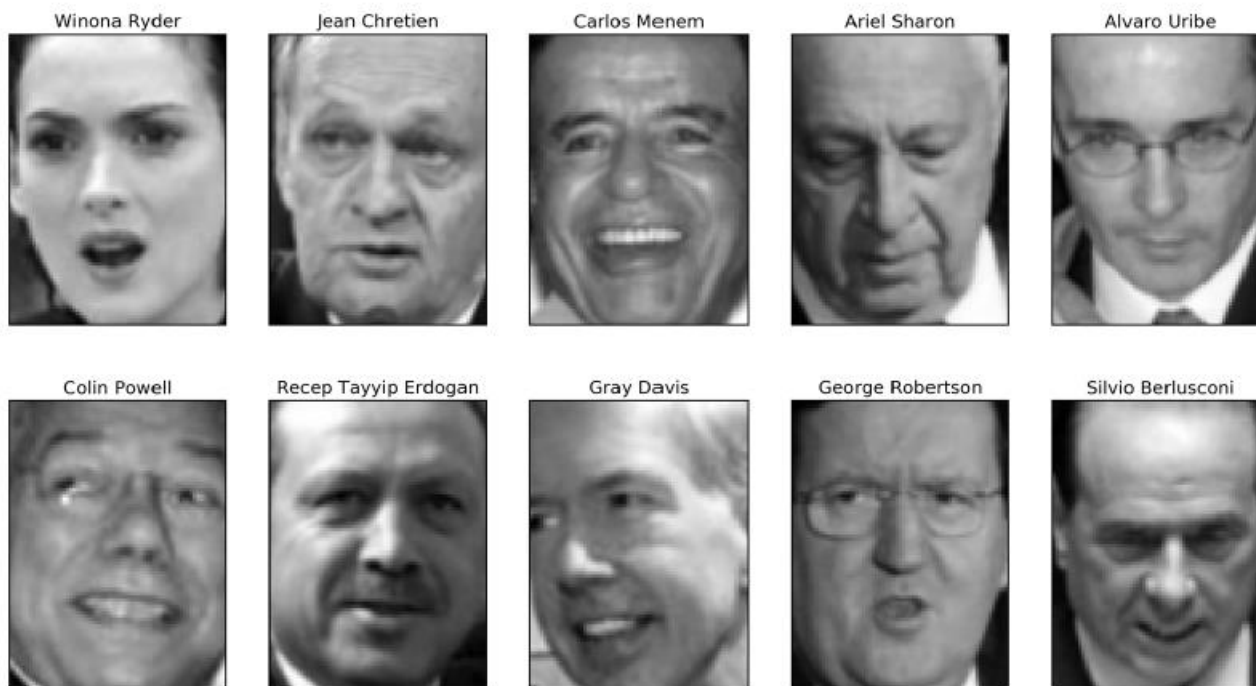 Winona Ryder
Jean Chretien
Carlos Menem
Ariel Sharon
Alvaro Uribe
Colin Powell
Recep Tayyip Erdogan
Gray Davis
George Robertson
Silvio Berlusconi